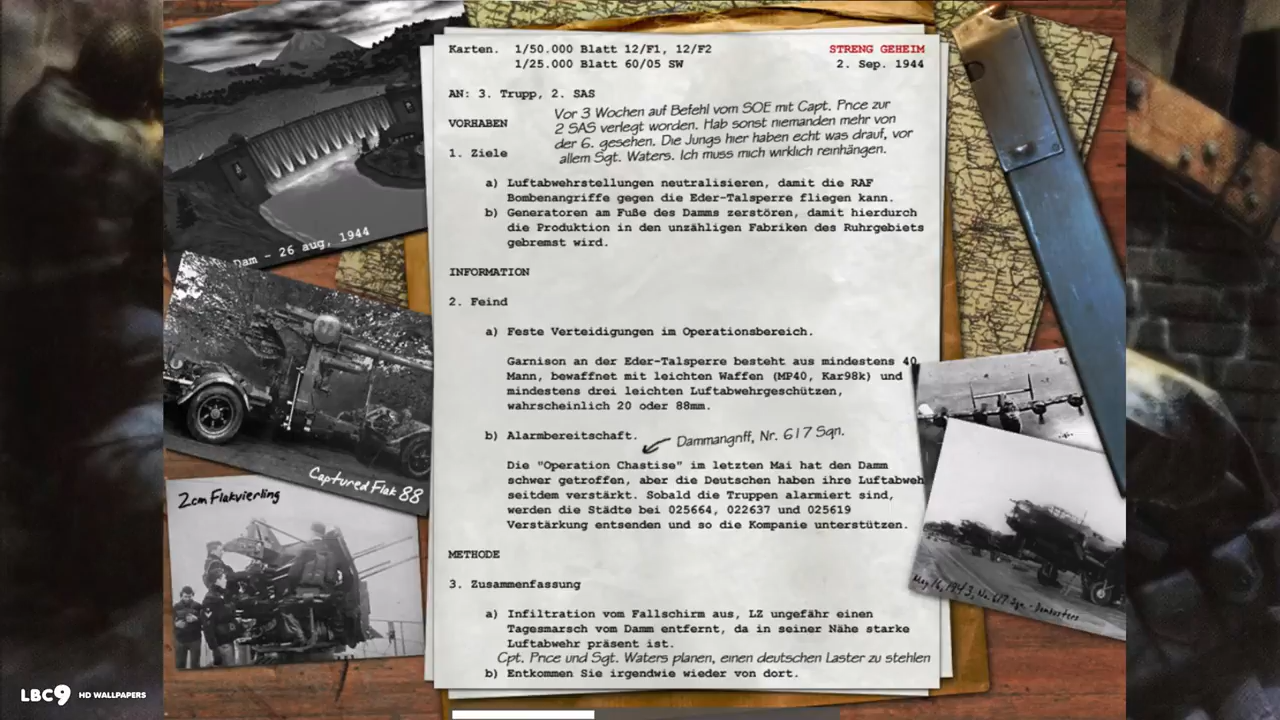 Karten. 1/50.000 Blatt 12/F1, 12/F2
STRENG GEHEIM
1/25.000 Blatt 60/05 SW
2. Sep. 1944
AN: 3. Trupp, 2. SAS
Vor 3 Wochen auf Befehl vom SOE mit Capt. Price zur
2 SAS verlegt worden. Hab sonst niemanden mehr von
der 6. gesehen. Die Jungs hier haben echt was drauf, vor
allem Sgt. Waters. Ich muss mich wirklich reinhängen.
VORHABEN
1. Ziele
a) Luftabwehrstellungen neutralisieren, damit die RAF
Bombenangriffe gegen die Eder-Talsperre fliegen kann.
b) Generatoren am Fuße des Damms zerstören, damit hierdurch
die Produktion in den unzähligen Fabriken des Ruhrgebiets
gebremst wird.
INFORMATION
2. Feind
a) Feste Verteidigungen im Operationsbereich.
Garnison an der Eder-Talsperre besteht aus mindestens 40
Mann, bewaffnet mit leichten Waffen (MP40, Kar98k) und
mindestens drei leichten Luftabwehrgeschützen,
wahrscheinlich 20 oder 88mm.
b) Alarmbereitschaft.
Dammangriff, Nr. 617 Sqn.
Die "Operation Chastise" im letzten Mai hat den Damm
schwer getroffen, aber die Deutschen haben ihre Luftabweh
seitdem verstärkt. Sobald die Truppen alarmiert sind,
werden die Städte bei 025664, 022637 und 025619
Verstärkung entsenden und so die Kompanie unterstützen.
METHODE
3. Zusammenfassung
a) Infiltration vom Fallschirm aus, LZ ungefähr einen
Tagesmarsch vom Damm entfernt, da in seiner Nähe starke
Luftabwehr präsent ist.
Cpt. Price und Sgt. Waters planen, einen deutschen Laster zu stehlen
b) Entkommen Sie irgendwie wieder von dort.
Dam - 26 aug, 1944
Captured Flak 88
2cm Flakvierling
May 16, 1943, No. 617 Sqn. - Dambusters
LBC9 HD WALLPAPERS